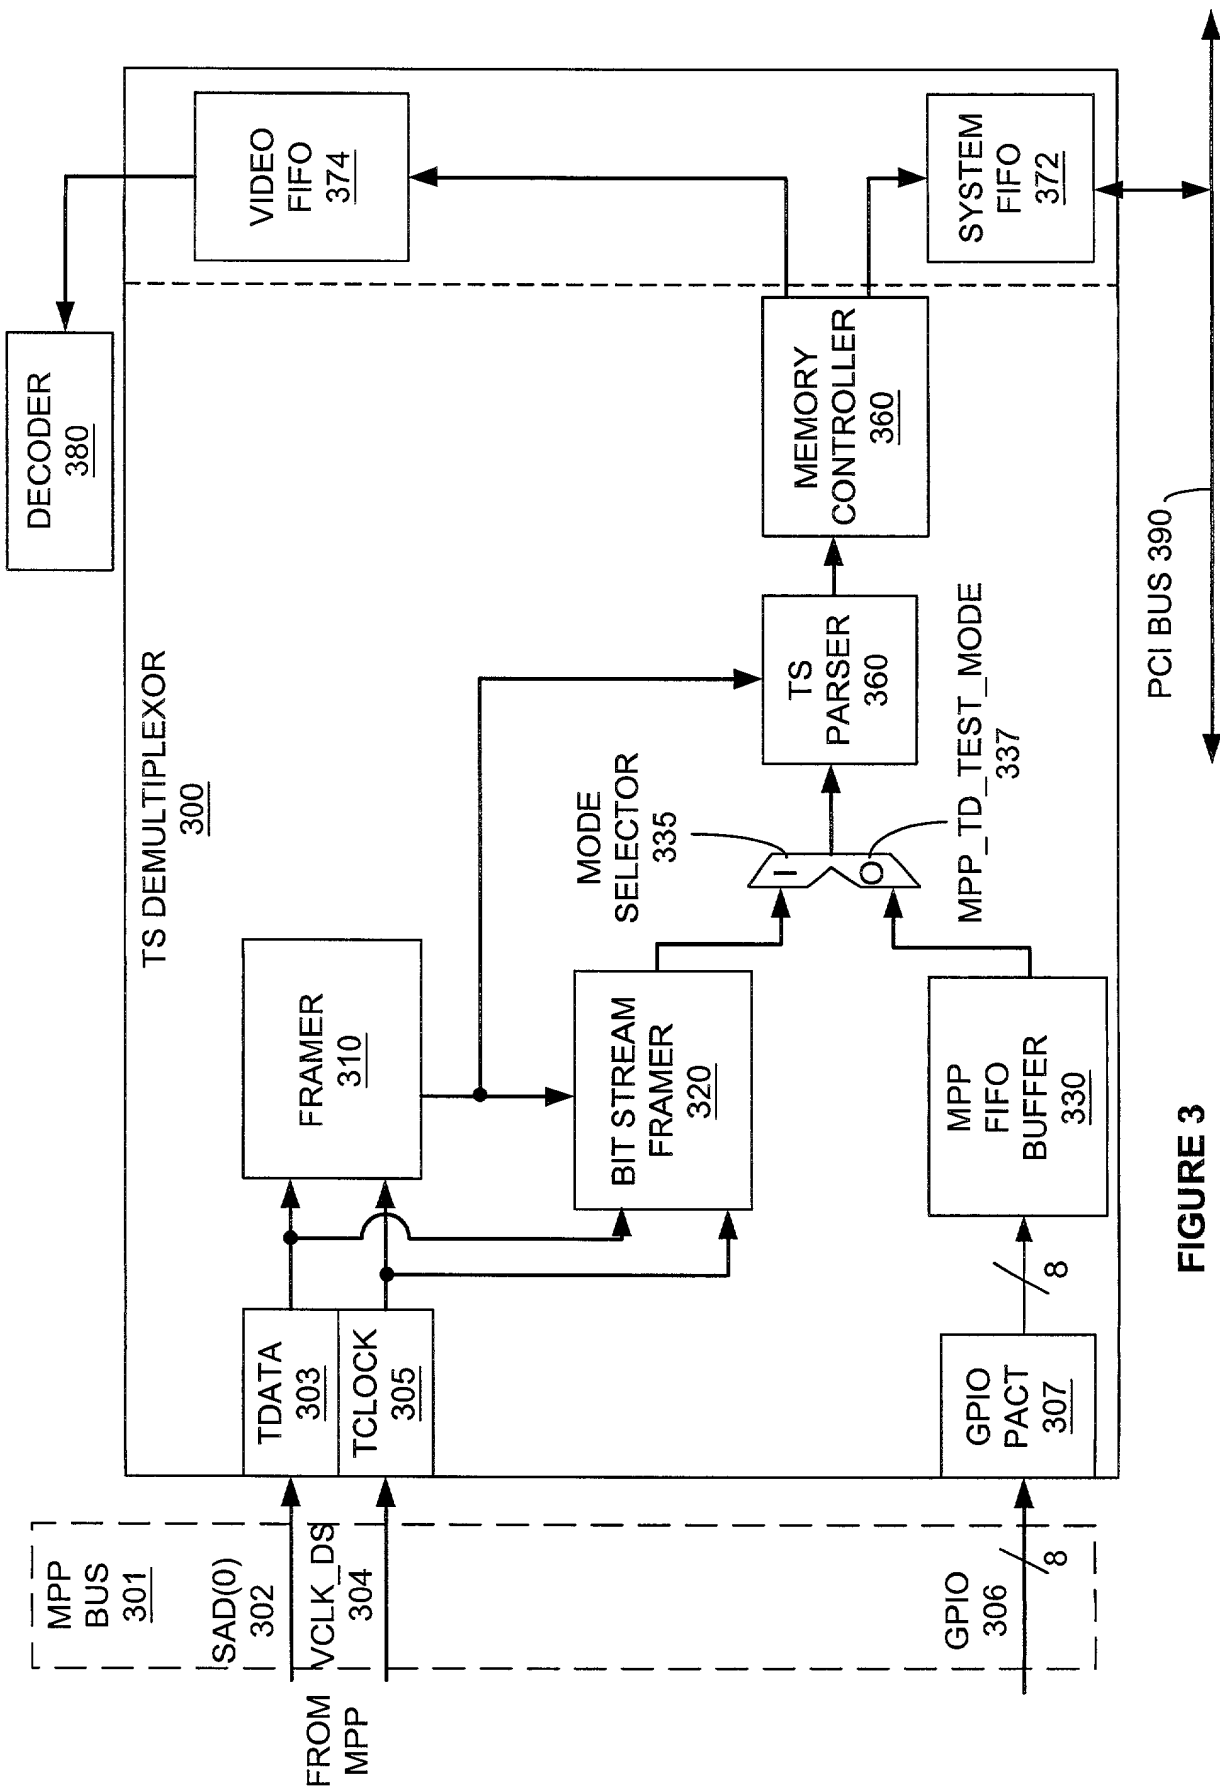 MPP
BUS
301
SAD(0)
302
VCLK_DS
304
FROM
MPP
GPIO
306
8
TS DEMULTIPLEXOR
300
TDATA
303
TCLOCK
305
GPIO
PACT
307
8
FRAMER
310
BIT STREAM
FRAMER
320
MPP
FIFO
BUFFER
330
MODE
SELECTOR
335
I
O
MPP_TD_TEST_MODE
337
TS
PARSER
360
MEMORY
CONTROLLER
360
DECODER
380
VIDEO
FIFO
374
SYSTEM
FIFO
372
PCI BUS 390
FIGURE 3